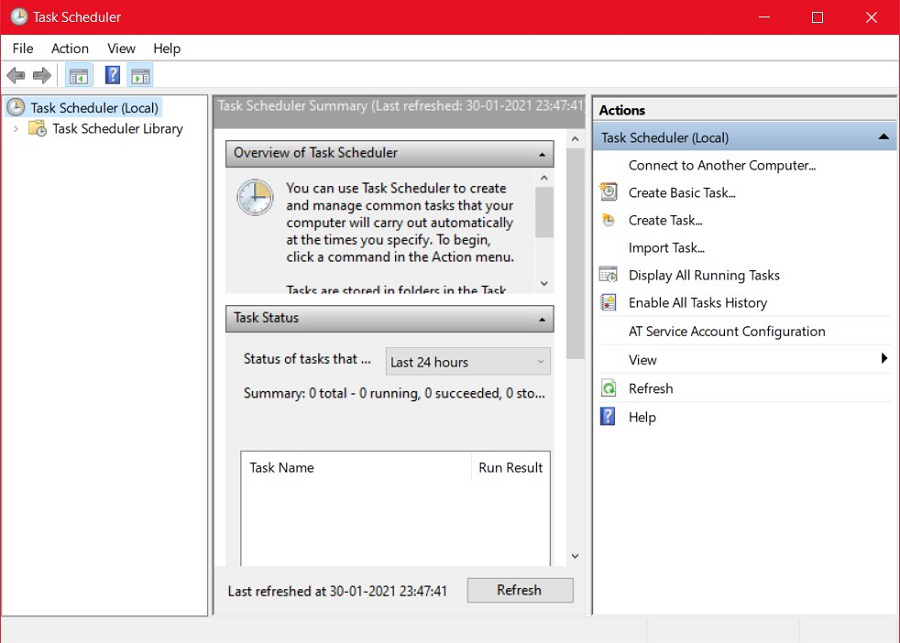 Task Scheduler
File Action View Help
Task Scheduler (Local)
Task Scheduler Library
Task Scheduler Summary (Last refreshed: 30-01-2021 23:47:41
Overview of Task Scheduler
You can use Task Scheduler to create
and manage common tasks that your
computer will carry out automatically
at the times you specify. To begin,
click a command in the Action menu.
Tasks are stored in folders in the Task
Task Status
Status of tasks that ... Last 24 hours
Summary: 0 total - 0 running, 0 succeeded, 0 sto...
Task Name Run Result
Last refreshed at 30-01-2021 23:47:41 Refresh
Actions
Task Scheduler (Local)
Connect to Another Computer...
Create Basic Task...
Create Task...
Import Task...
Display All Running Tasks
Enable All Tasks History
AT Service Account Configuration
View
Refresh
Help